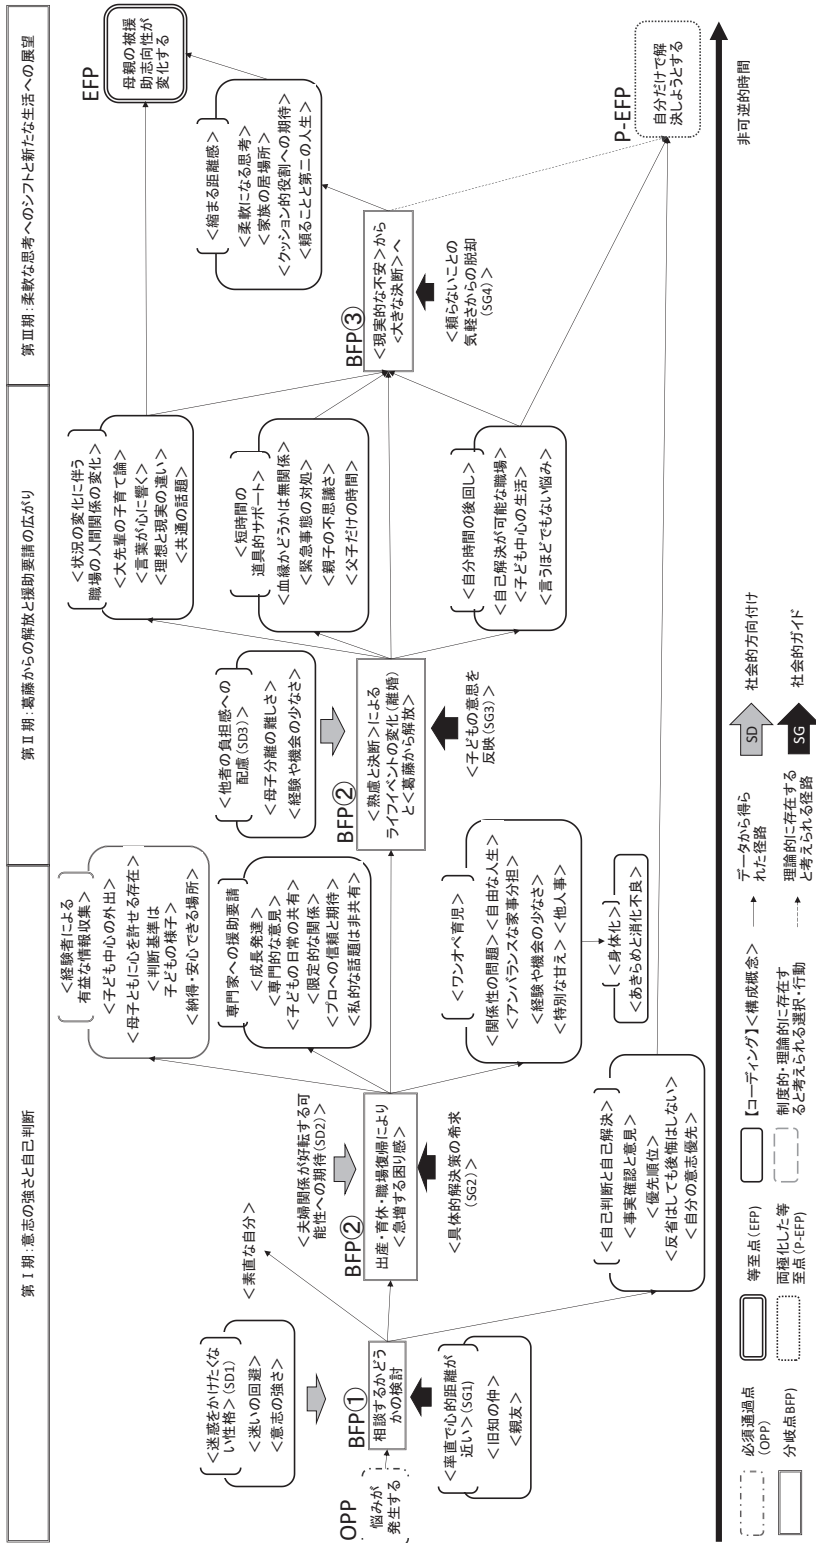 第Ⅰ期：意志の強さと自己判断
第Ⅱ期：葛藤からの解放と援助要請の広がり
第Ⅲ期：柔軟な思考へのシフトと新たな生活への展望
OPP
悩みが
発生する
＜迷惑をかけたくな
い性格＞(SD1)
＜迷いの回避＞
＜意志の強さ＞
BFP①
相談するかどう
かの検討
＜率直で心的距離が
近い＞(SG1)
＜旧知の仲＞
＜親友＞
＜素直な自分＞
＜夫婦関係が好転する可
能性への期待(SD2)＞
BFP②
出産・育休・職場復帰により
＜急増する困り感＞
＜具体的解決策の希求
(SG2)＞
＜自己判断と自己解決＞
＜事実確認と意見＞
＜優先順位＞
＜反省はしても後悔はしない＞
＜自分の意志優先＞
＜経験者による
有益な情報収集＞
＜子ども中心の外出＞
＜母子ともに心を許せる存在＞
＜判断基準は
子どもの様子＞
＜納得・安心できる場所＞
専門家への援助要請
＜成長発達＞
＜専門的な意見＞
＜子どもの日常の共有＞
＜限定的な関係＞
＜プロへの信頼と期待＞
＜私的な話題は非共有＞
＜ワンオペ育児＞
＜関係性の問題＞＜自由な人生＞
＜アンバランスな家事分担＞
＜経験や機会の少なさ＞
＜特別な甘え＞＜他人事＞
＜身体化＞
＜あきらめと消化不良＞
＜他者の負担感への
配慮(SD3)＞
＜母子分離の難しさ＞
＜経験や機会の少なさ＞
BFP②
＜熟慮と決断＞による
ライフイベントの変化(離婚)
と＜葛藤から解放＞
＜子どもの意思を
反映(SG3)＞
＜状況の変化に伴う
職場の人間関係の変化＞
＜大先輩の子育て論＞
＜言葉が心に響く＞
＜理想と現実の違い＞
＜共通の話題＞
＜短時間の
道具的サポート＞
＜血縁かどうかは無関係＞
＜緊急事態の対処＞
＜親子の不思議さ＞
＜父子だけの時間＞
＜自分時間の後回し＞
＜自己解決が可能な職場＞
＜子ども中心の生活＞
＜言うほどでもない悩み＞
BFP③
＜現実的な不安＞から
＜大きな決断＞へ
＜頼らないことの
気軽さからの脱却
(SG4)＞
＜縮まる距離感＞
＜柔軟になる思考＞
＜家族の居場所＞
＜クッション的役割への期待＞
＜頼ることと第二の人生＞
EFP
母親の被援
助志向性が
変化する
P-EFP
自分だけで解
決しようとする
非可逆的時間
必須通過点
(OPP)
分岐点BFP)
等至点(EFP)
両極化した等
至点(P-EFP)
【コーディング】＜構成概念＞
制度的・理論的に存在す
ると考えられる選択・行動
データから得ら
れた径路
理論的に存在する
と考えられる径路
SD
社会的方向付け
SG
社会的ガイド